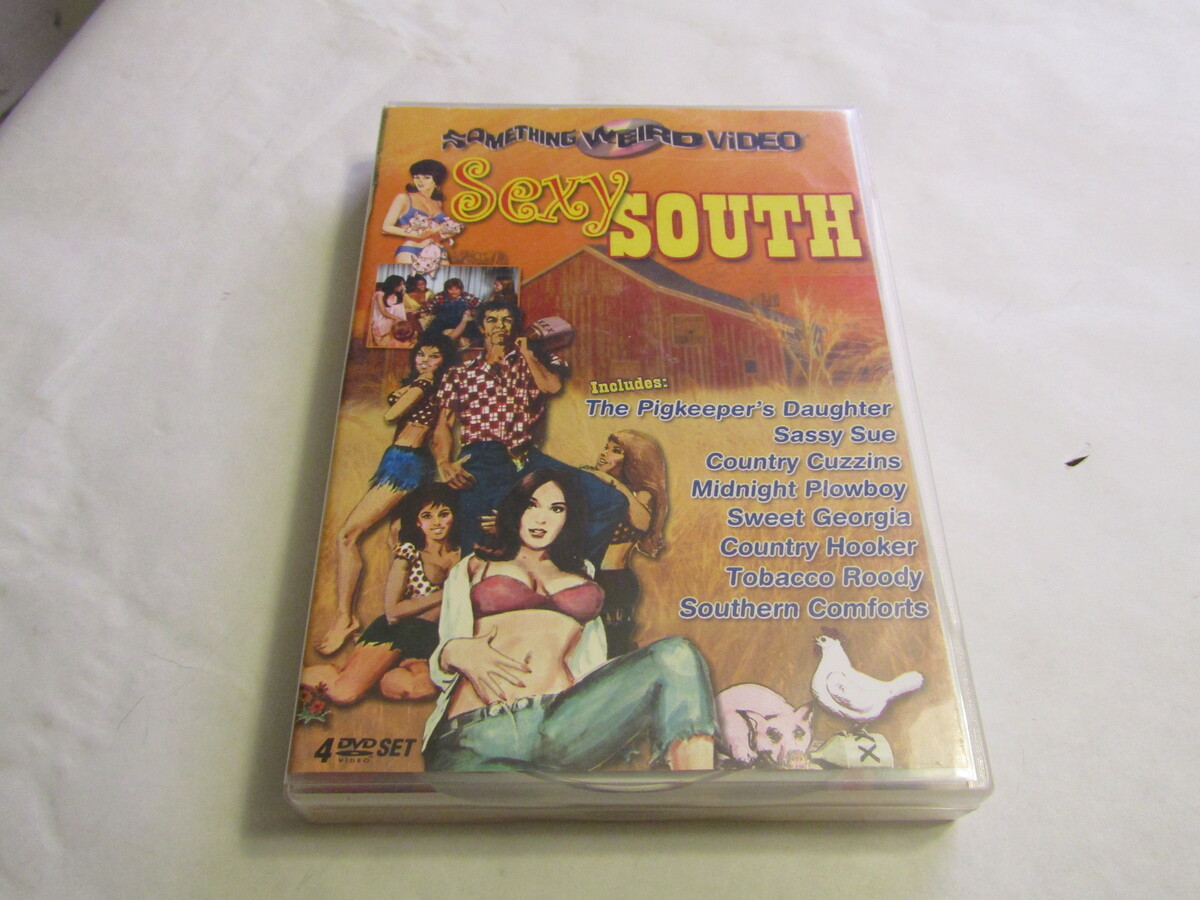 SOMETHING WEIRD VIDEO
Sexy SOUTH
Includes:
The Pigkeeper's Daughter
Sassy Sue
Country Cuzzins
Midnight Plowboy
Sweet Georgia
Country Hooker
Tobacco Roody
Southern Comforts
4 DVD VIDEO SET
X